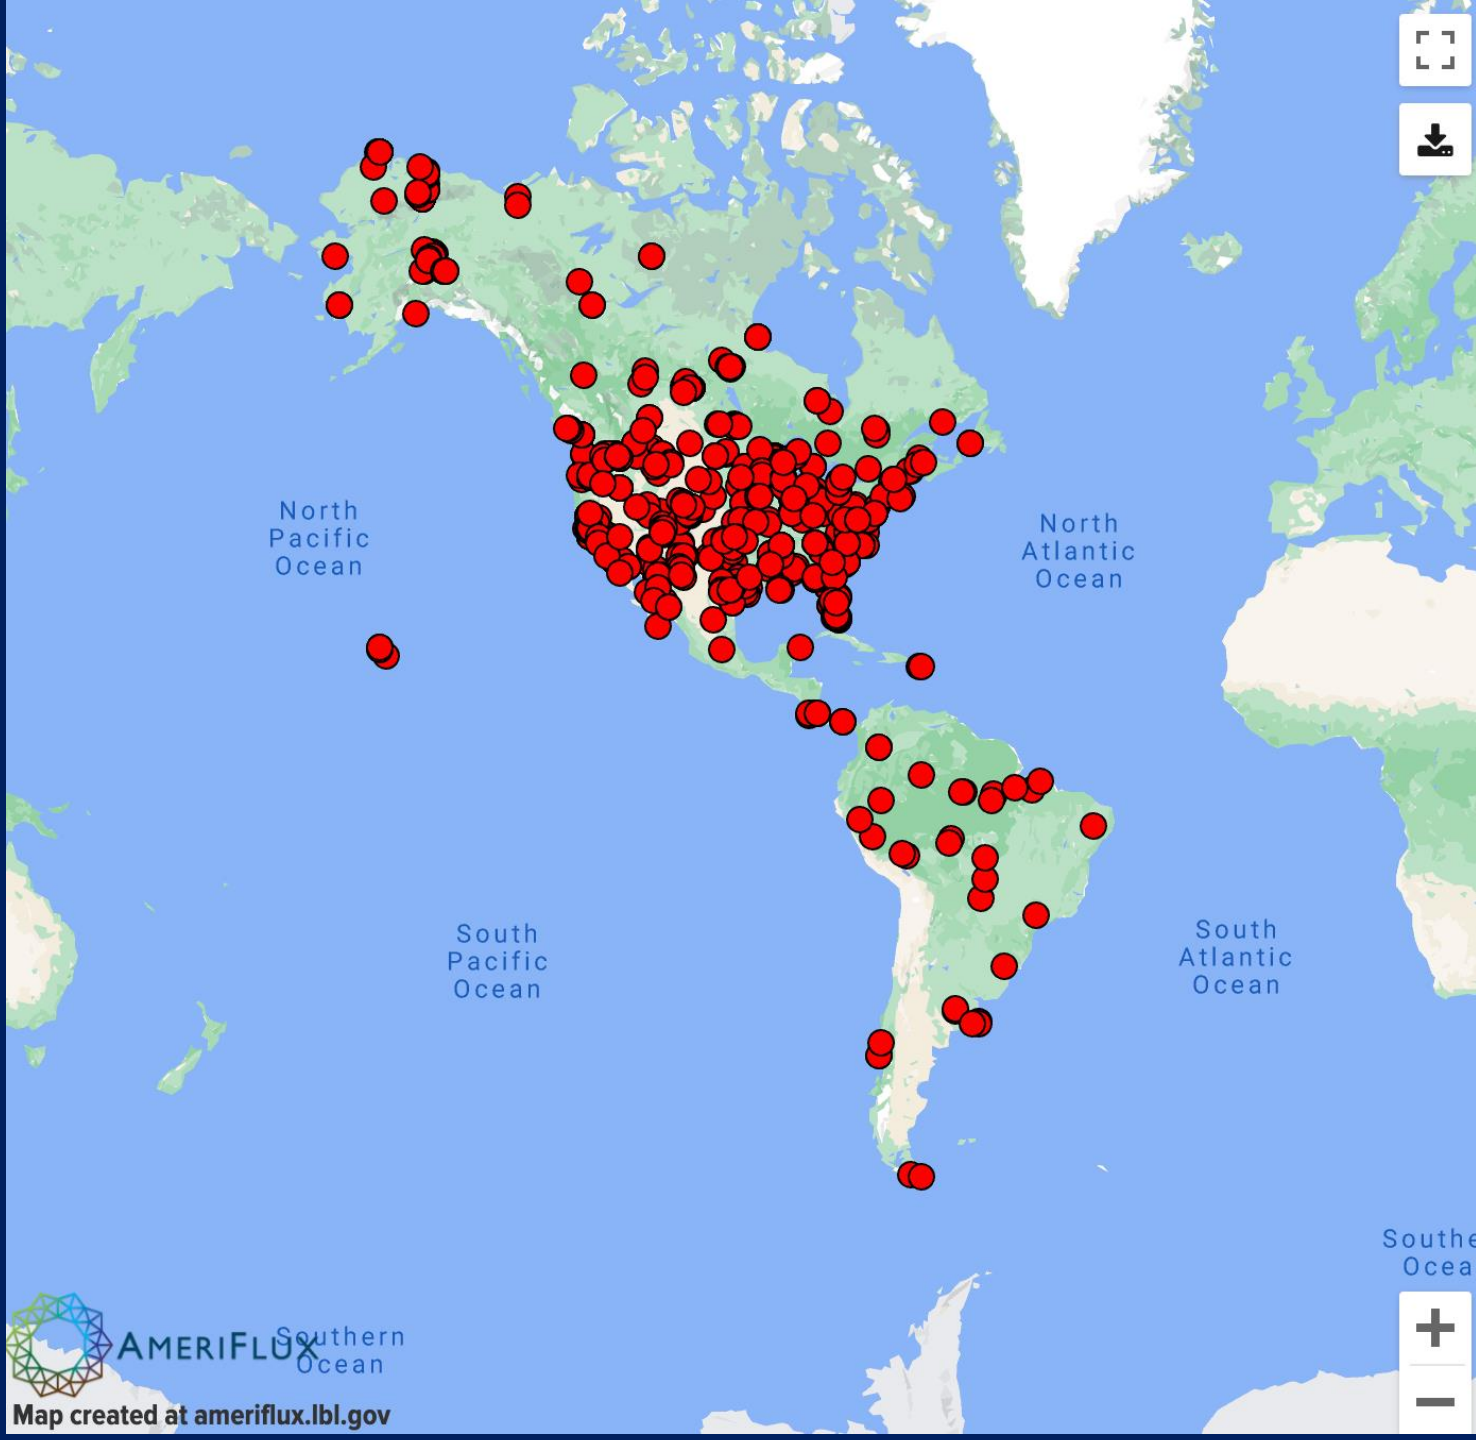 North
Pacific
Ocean
North
Atlantic
Ocean
South
Pacific
Ocean
South
Atlantic
Ocean
Southe
Ocea
Southern
Ocean
AMERIFLUX
Map created at ameriflux.lbl.gov